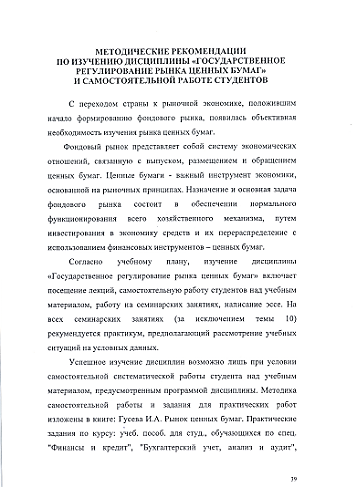 МЕТОДИЧЕСКИЕ РЕКОМЕНДАЦИИ
ПО ИЗУЧЕНИЮ ДИСЦИПЛИНЫ «ГОСУДАРСТВЕННОЕ
РЕГУЛИРОВАНИЕ РЫНКА ЦЕННЫХ БУМАГ»
И САМОСТОЯТЕЛЬНОЙ РАБОТЕ СТУДЕНТОВ
С переходом страны к рыночной экономике, положившим
начало формированию фондового рынка, появилась объективная
необходимость изучения рынка ценных бумаг.
Фондовый рынок представляет собой систему экономических
отношений, связанную с выпуском, размещением и обращением
ценных бумаг. Ценные бумаги - важный инструмент экономики,
основанной на рыночных принципах. Назначение и основная задача
фондового рынка состоит в обеспечении нормального
функционирования всего хозяйственного механизма, путем
инвестирования в экономику средств и их перераспределение с
использованием финансовых инструментов – ценных бумаг.
Согласно учебному плану, изучение дисциплины
«Государственное регулирование рынка ценных бумаг» включает
посещение лекций, самостоятельную работу студентов над учебным
материалом, работу на семинарских занятиях, написание эссе. На
всех семинарских занятиях (за исключением темы 10)
рекомендуется практикум, предполагающий рассмотрение учебных
ситуаций на условных данных.
Успешное изучение дисциплин возможно лишь при условии
самостоятельной систематической работы студента над учебным
материалом, предусмотренным программой дисциплины. Методика
самостоятельной работы и задания для практических работ
изложены в книге: Гусева И.А. Рынок ценных бумаг. Практические
задания по курсу: учеб. пособ. для студ., обучающихся по спец.
"Финансы и кредит", "Бухгалтерский учет, анализ и аудит",
39